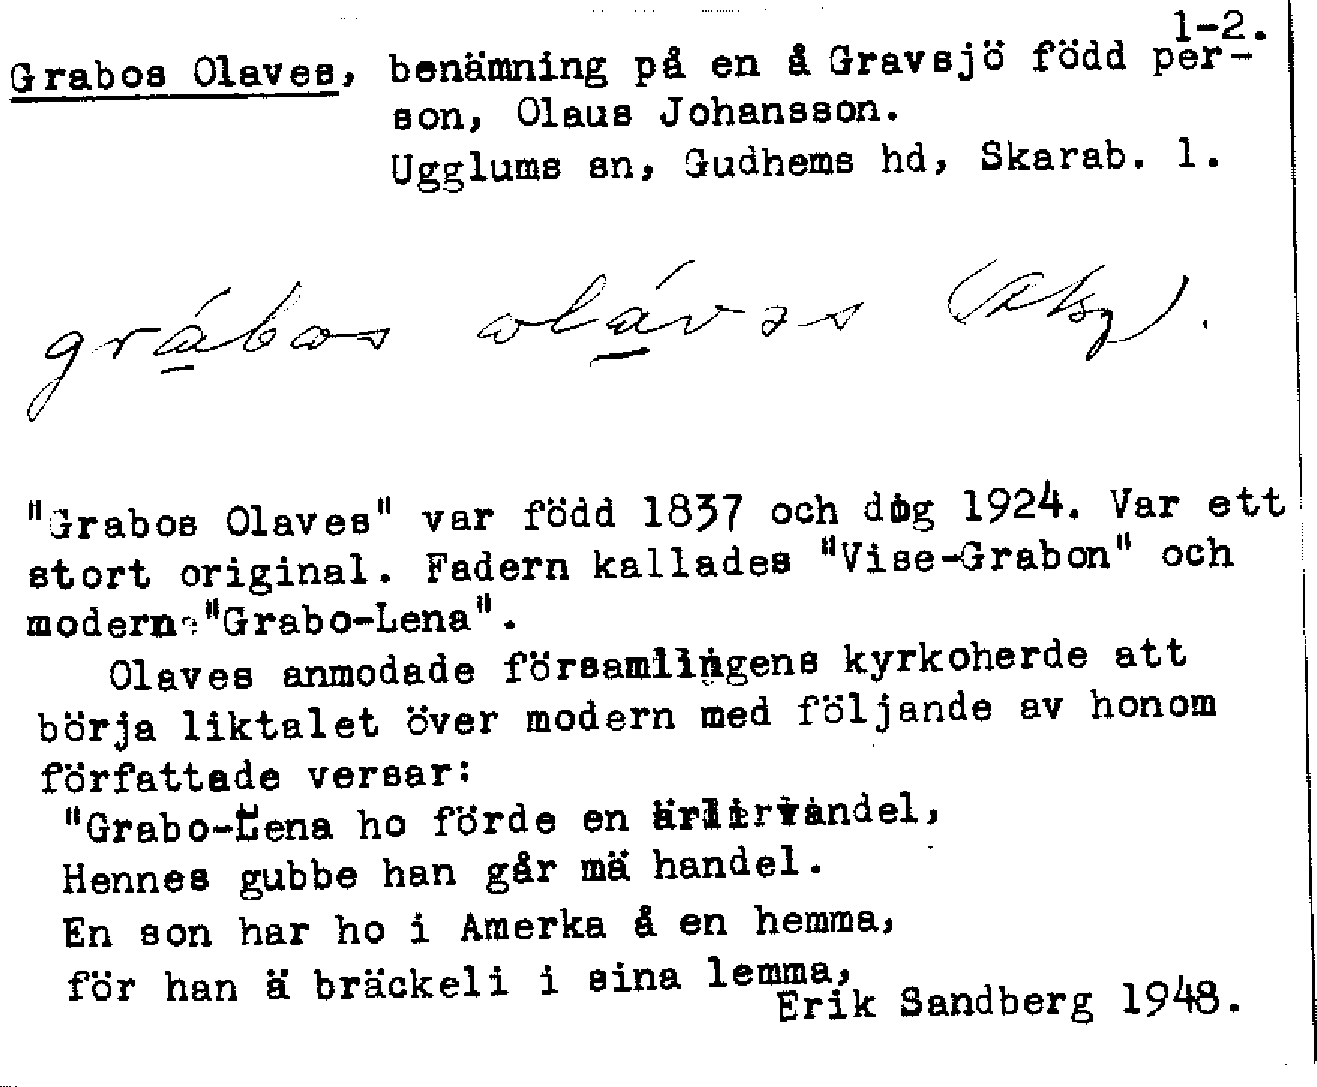 1-2.
Grabos Olaves, benämning på en å Gravsjö född per-
son, Olaus Johansson.
Ugglums sn, Gudhems hd, Skarab. l.
grábos oláves
"Grabos Olaves" var född 1837 och dog 1924. Var ett
stort original. Fadern kallades "Vise-Grabon" och
modern "Grabo-Lena".
Olaves anmodade församlingens kyrkoherde att
börja liktalet över modern med följande av honom
författade versar:
"Grabo-Lena ho förde en ärli vandel,
Hennes gubbe han går mä handel.
En son har ho i Amerka å en hemma,
för han ä bräckeli i sina lemma,
Erik Sandberg 1948.